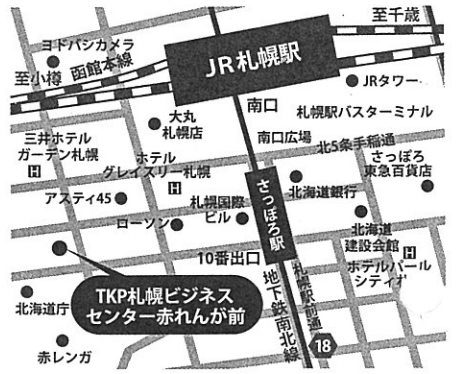 至千歳
ヨドバシカメラ
函館本線
至小樽
JR札幌駅
JRタワー
大丸
札幌店
南口
札幌駅バスターミナル
南口広場
北5条手稲通
三井ホテル
ガーデン札幌
H
ホテル
グレイスリー札幌
H
さっぽろ
東急百貨店
アスティ45
札幌国際
ビル
さっぽろ駅
北海道銀行
ローソン
北海道
建設会館
10番出口
H
ホテルパール
シティ
地下鉄南北線
札幌駅前通
18
TKP札幌ビジネス
センター赤れんが前
北海道庁
赤レンガ